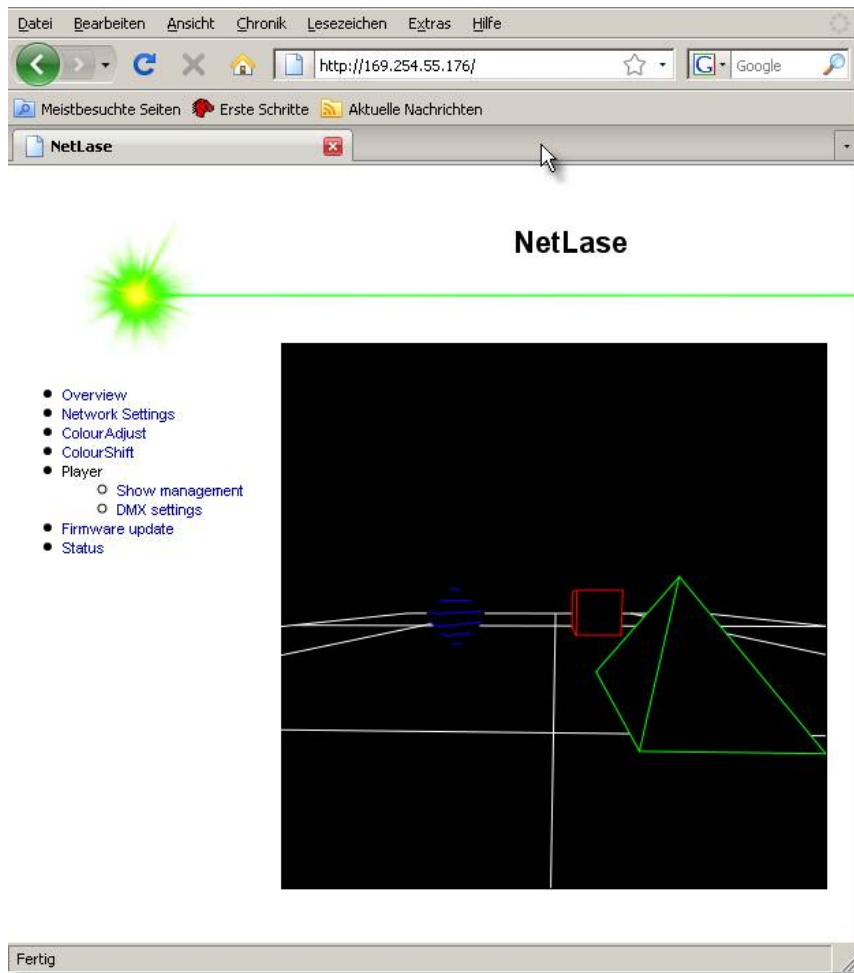 Datei Bearbeiten Ansicht Chronik Lesezeichen Extras Hilfe
http://169.254.55.176/ G Google
Meistbesuchte Seiten Erste Schritte Aktuelle Nachrichten
NetLase
NetLase
Overview
Network Settings
ColourAdjust
ColourShift
Player
Show management
DMX settings
Firmware update
Status
Fertig